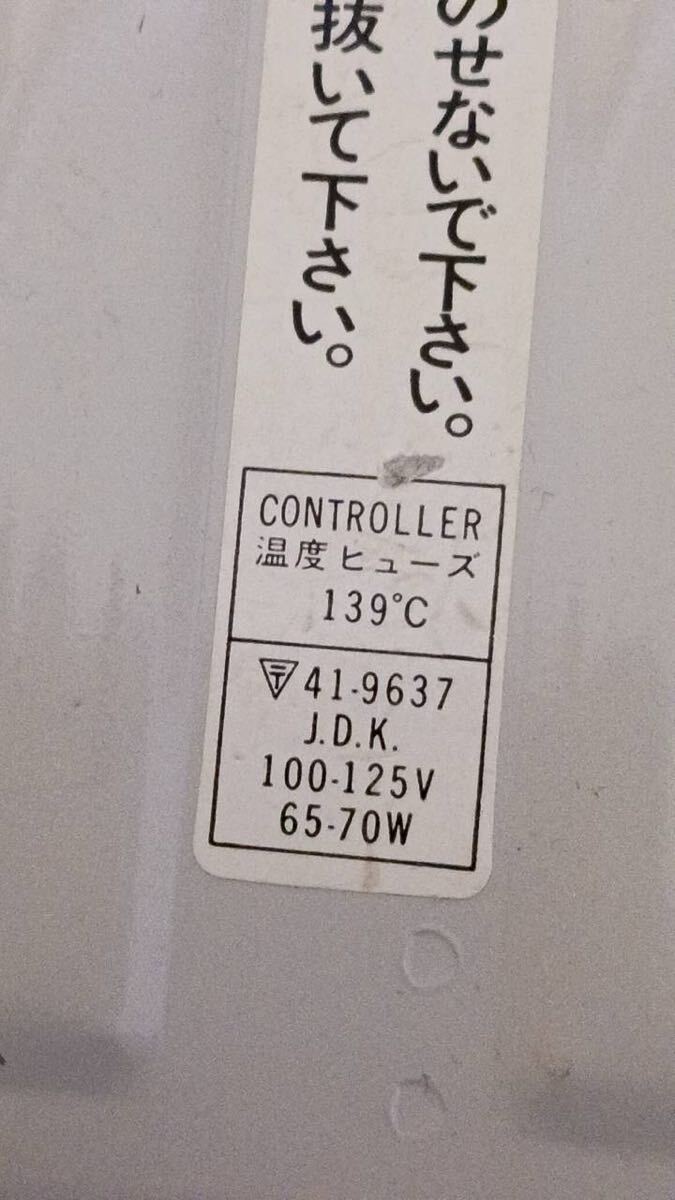 のせないで下さい。
抜いて下さい。
CONTROLLER
温度ヒューズ
139°C
〒41-9637
J.D.K.
100-125V
65-70W